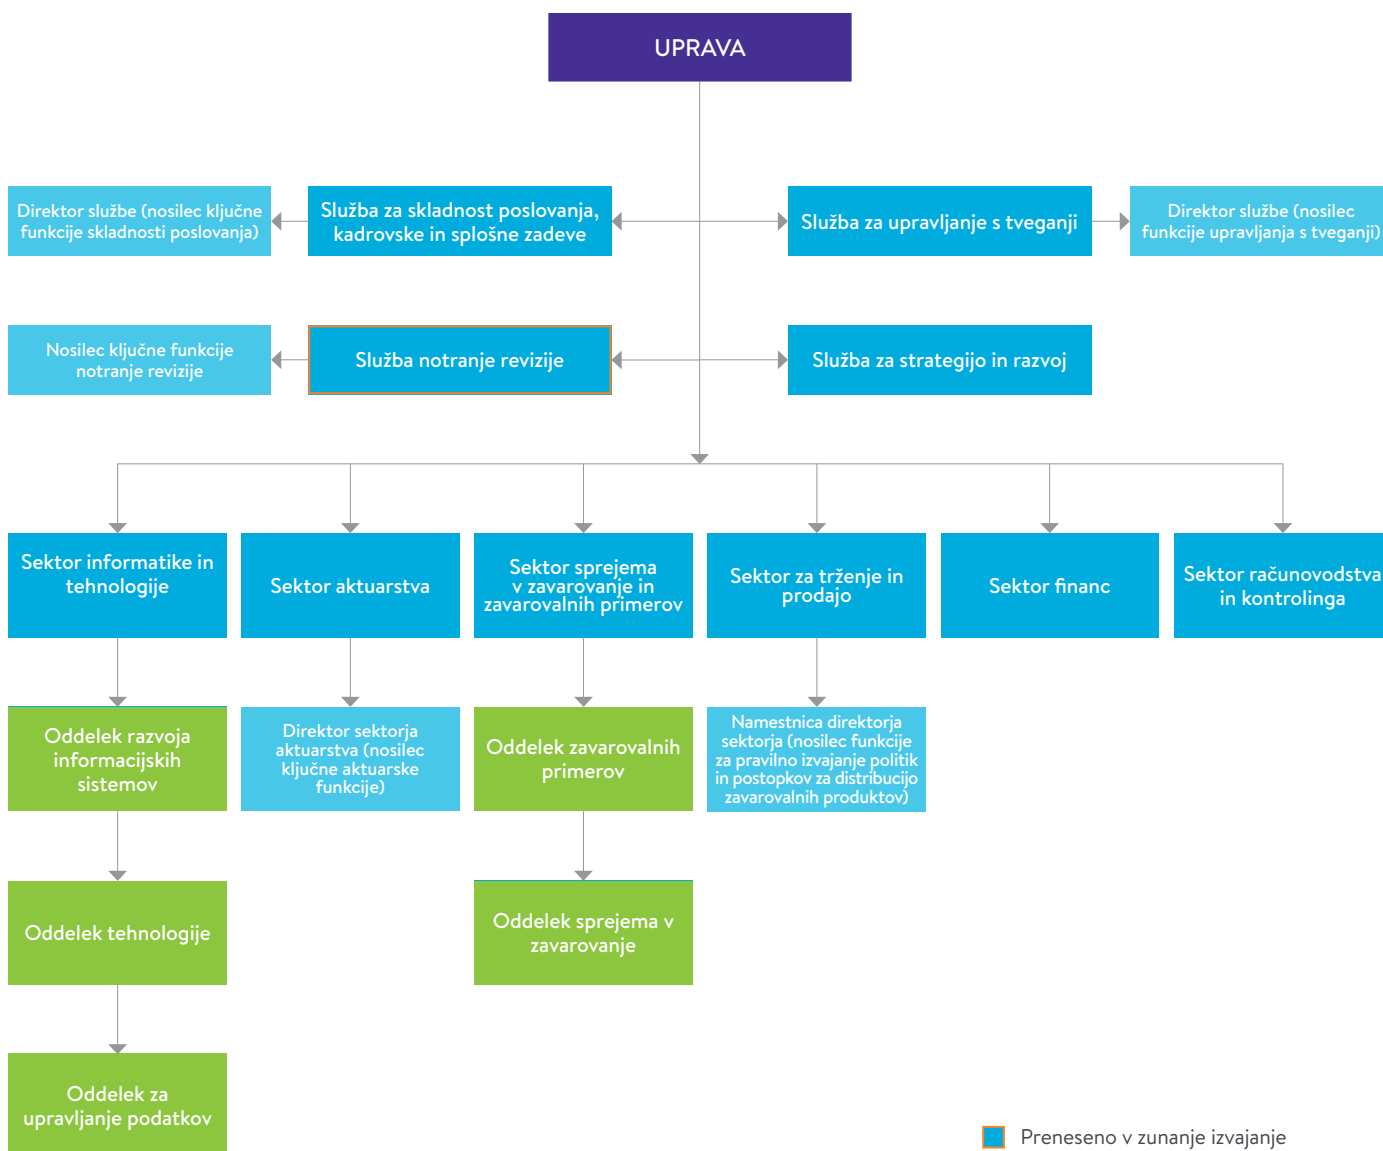 UPRAVA
Direktor službe (nosilec ključne
funkcije skladnosti poslovanja)
Služba za skladnost poslovanja,
kadrovske in splošne zadeve
Služba za upravljanje s tveganji
Direktor službe (nosilec
funkcije upravljanja s tveganji)
Nosilec ključne funkcije
notranje revizije
Služba notranje revizije
Služba za strategijo in razvoj
Sektor informatike in
tehnologije
Sektor aktuarstva
Sektor sprejema
v zavarovanje in
zavarovalnih primerov
Sektor za trženje in
prodajo
Sektor financ
Sektor računovodstva
in kontrolinga
Oddelek razvoja
informacijskih
sistemov
Direktor sektorja
aktuarstva (nosilec
ključne aktuarske
funkcije)
Oddelek zavarovalnih
primerov
Namestnica direktorja
sektorja (nosilec funkcije
za pravilno izvajanje politik
in postopkov za distribucijo
zavarovalnih produktov)
Oddelek tehnologije
Oddelek sprejema v
zavarovanje
Oddelek za
upravljanje podatkov
Preneseno v zunanje izvajanje